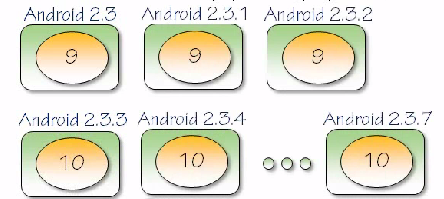 Android 2.3 Android 2.3.1 Android 2.3.2
9 9 9
Android 2.3.3 Android 2.3.4 Android 2.3.7
10 10 10